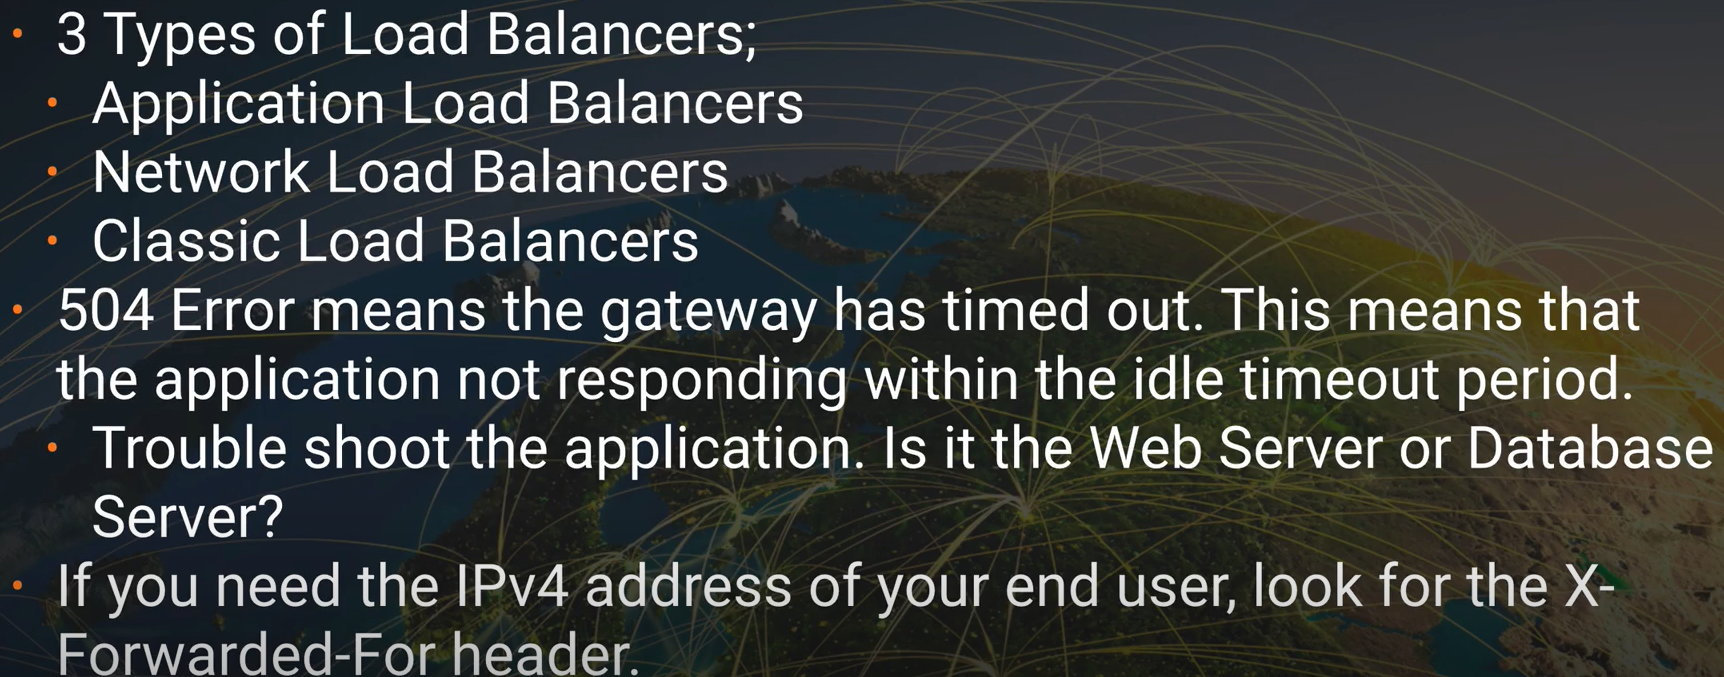 • 3 Types of Load Balancers;
• Application Load Balancers
• Network Load Balancers
• Classic Load Balancers
• 504 Error means the gateway has timed out. This means that
the application not responding within the idle timeout period.
• Trouble shoot the application. Is it the Web Server or Database
Server?
• If you need the IPv4 address of your end user, look for the X-
Forwarded-For header.